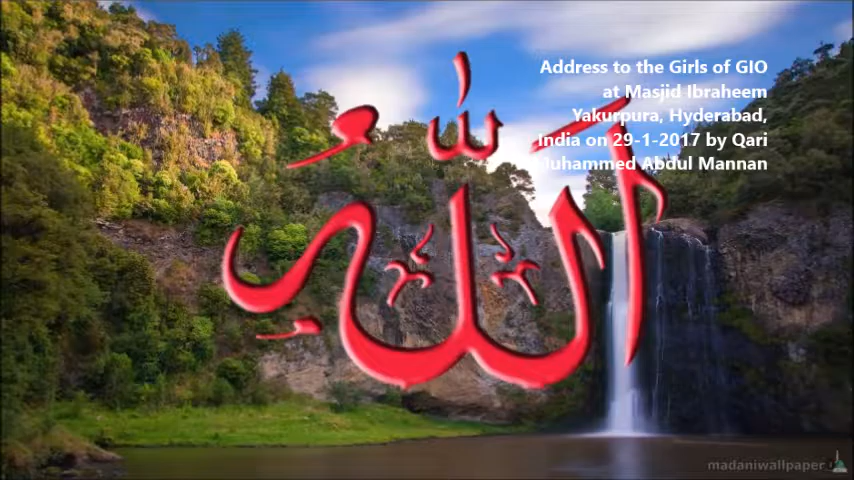 Address to the Girls of GIO
at Masjid Ibraheem
Yakurpura, Hyderabad,
India on 29-1-2017 by Qari
Muhammed Abdul Mannan
الله
madaniwallpaper